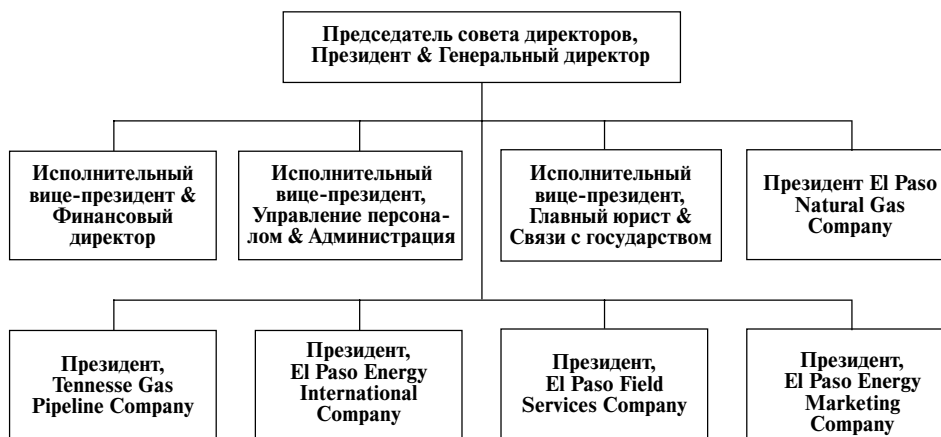 Председатель совета директоров,
Президент & Генеральный директор
Исполнительный
вице-президент &
Финансовый
директор
Исполнительный
вице-президент,
Управление персона-
лом & Администрация
Исполнительный
вице-президент,
Главный юрист &
Связи с государством
Президент El Paso
Natural Gas
Company
Президент,
Tennesse Gas
Pipeline Company
Президент,
El Paso Energy
International
Company
Президент,
El Paso Field
Services Company
Президент,
El Paso Energy
Marketing
Company